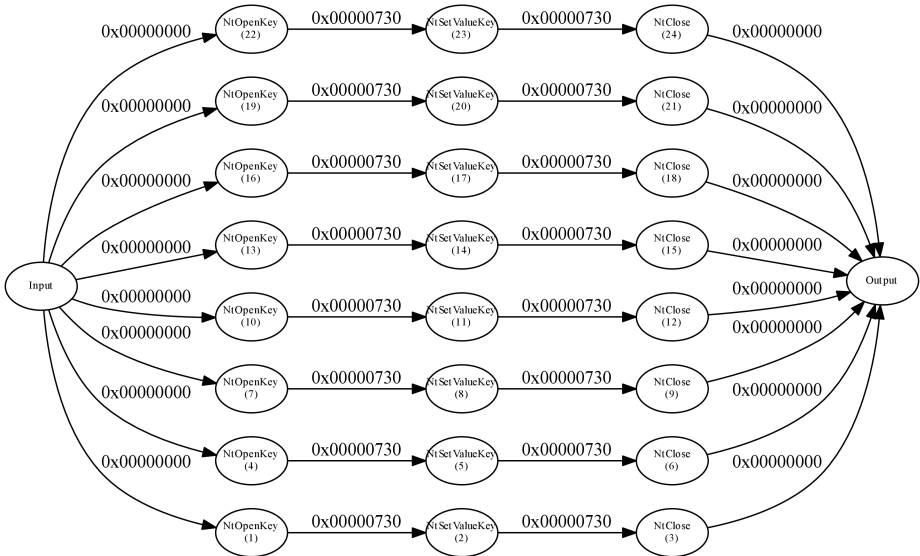 0x00000000
NtOpenKey
(22)
0x00000730
NtSetValueKey
(23)
0x00000730
NtClose
(24)
0x00000000
0x00000000
NtOpenKey
(19)
0x00000730
NtSetValueKey
(20)
0x00000730
NtClose
(21)
0x00000000
0x00000000
NtOpenKey
(16)
0x00000730
NtSetValueKey
(17)
0x00000730
NtClose
(18)
0x00000000
0x00000000
NtOpenKey
(13)
0x00000730
NtSetValueKey
(14)
0x00000730
NtClose
(15)
0x00000000
Input
Output
0x00000000
NtOpenKey
(10)
0x00000730
NtSetValueKey
(11)
0x00000730
NtClose
(12)
0x00000000
0x00000000
NtOpenKey
(7)
0x00000730
NtSetValueKey
(8)
0x00000730
NtClose
(9)
0x00000000
0x00000000
NtOpenKey
(4)
0x00000730
NtSetValueKey
(5)
0x00000730
NtClose
(6)
0x00000000
0x00000000
NtOpenKey
(1)
0x00000730
NtSetValueKey
(2)
0x00000730
NtClose
(3)
0x00000000